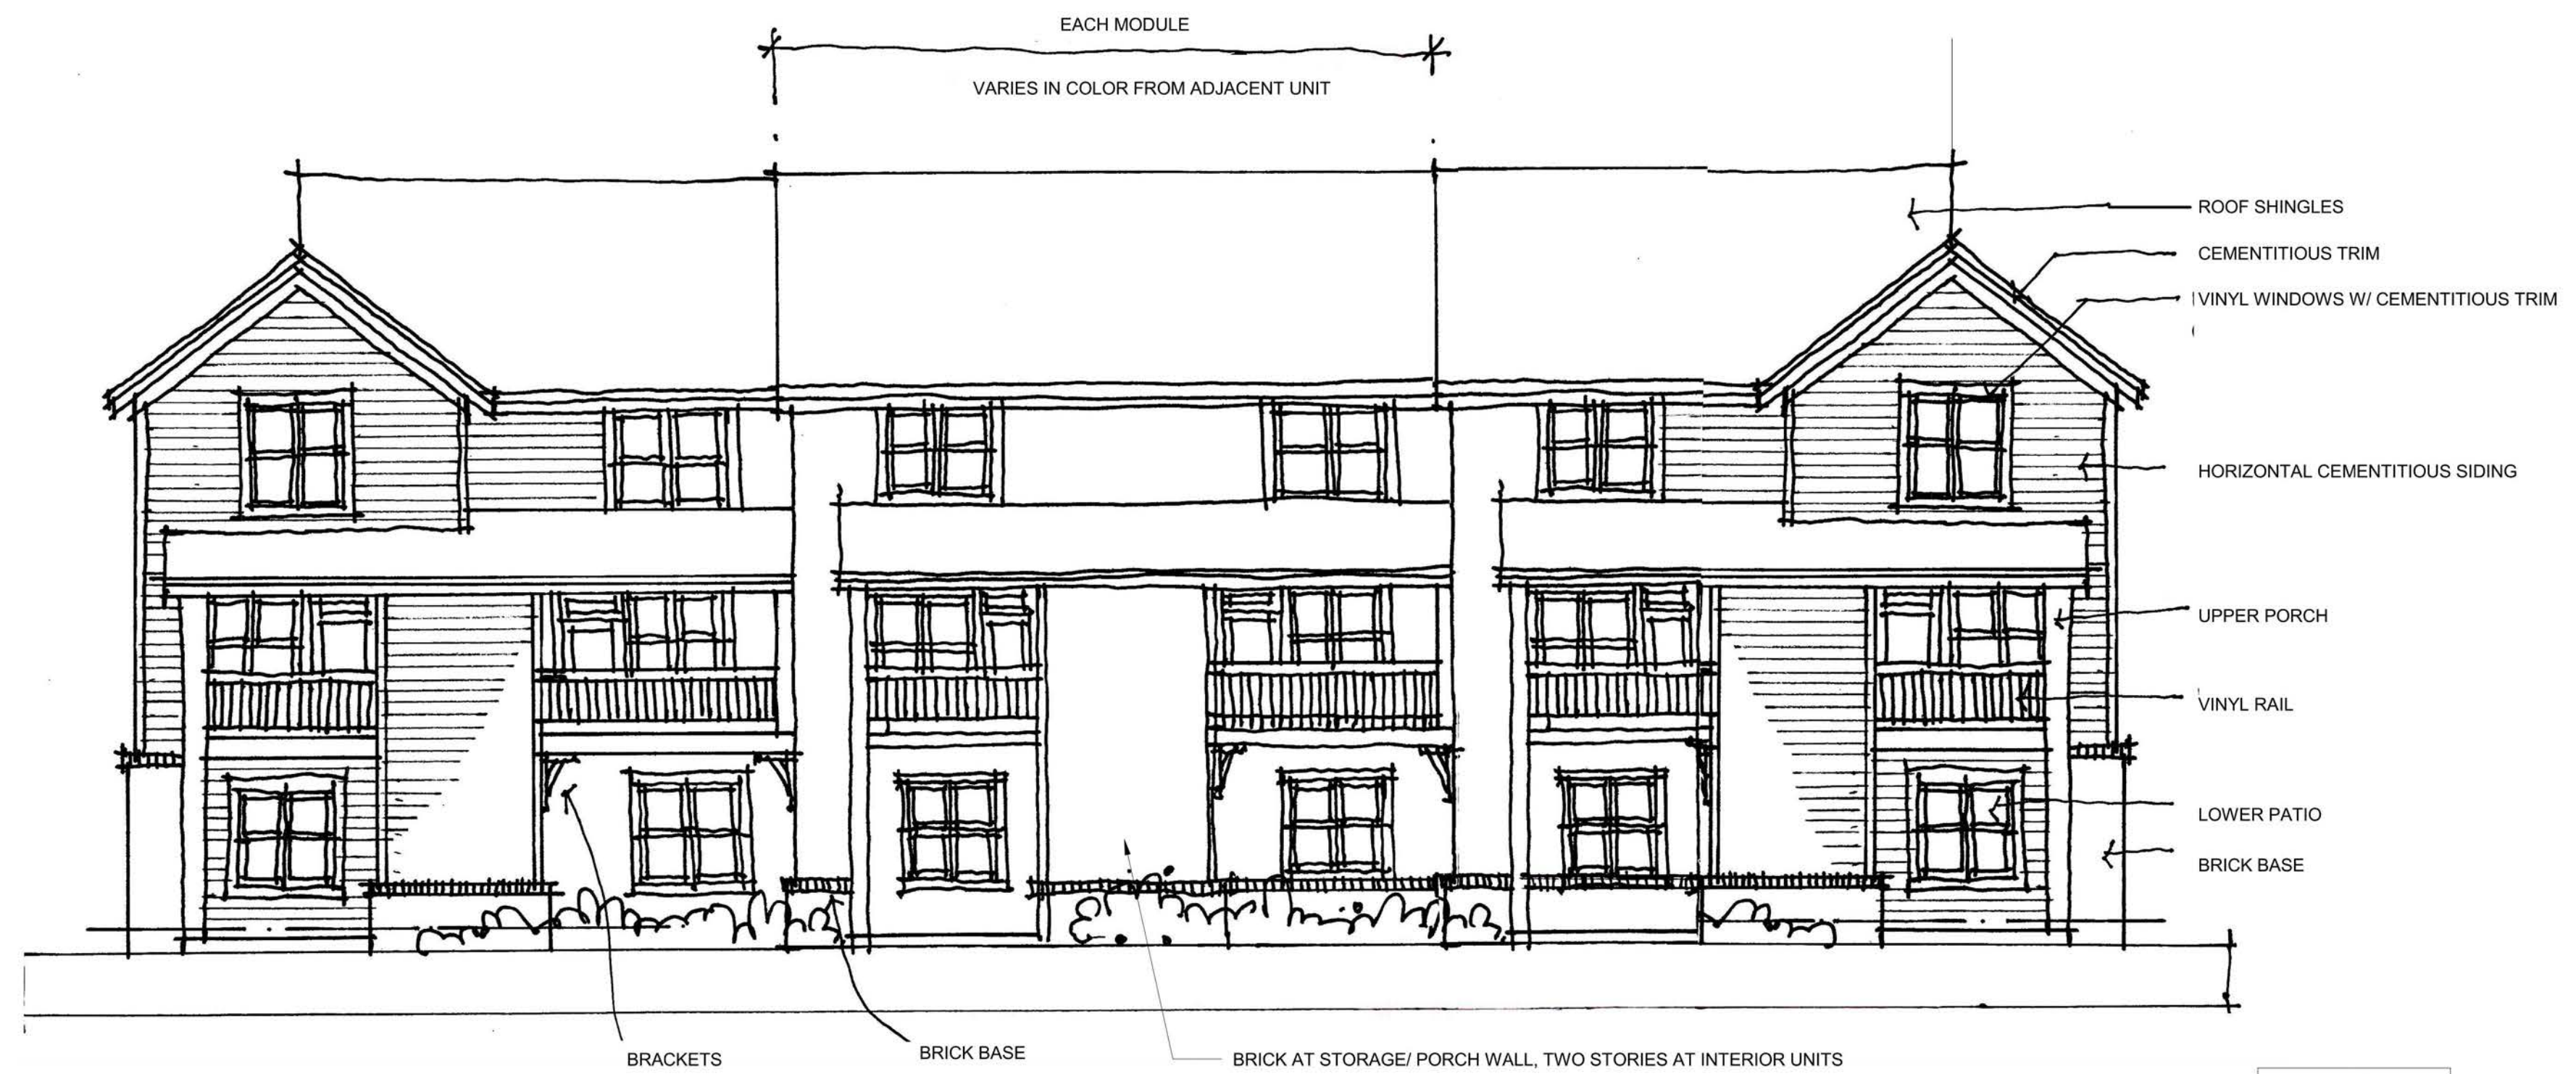 EACH MODULE
VARIES IN COLOR FROM ADJACENT UNIT
ROOF SHINGLES
CEMENTITIOUS TRIM
VINYL WINDOWS W/ CEMENTITIOUS TRIM
HORIZONTAL CEMENTITIOUS SIDING
UPPER PORCH
VINYL RAIL
LOWER PATIO
BRICK BASE
BRACKETS
BRICK BASE
BRICK AT STORAGE/ PORCH WALL, TWO STORIES AT INTERIOR UNITS